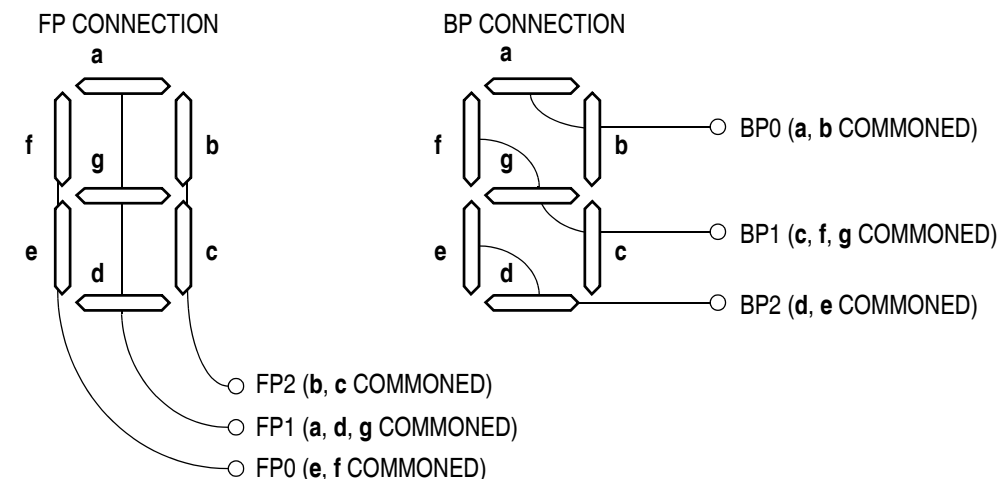 FP CONNECTION
a
f
b
g
e
c
d
FP2 (b, c COMMONED)
FP1 (a, d, g COMMONED)
FP0 (e, f COMMONED)
BP CONNECTION
a
BP0 (a, b COMMONED)
f
b
g
BP1 (c, f, g COMMONED)
e
c
d
BP2 (d, e COMMONED)